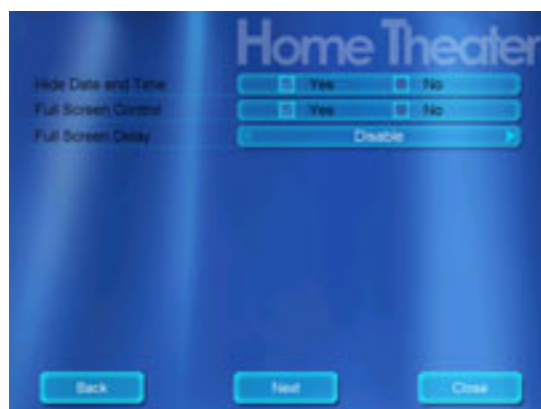 Home Theater
Hide Date and Time Yes No
Full Screen Control Yes No
Full Screen Delay Disable
Back Next Close